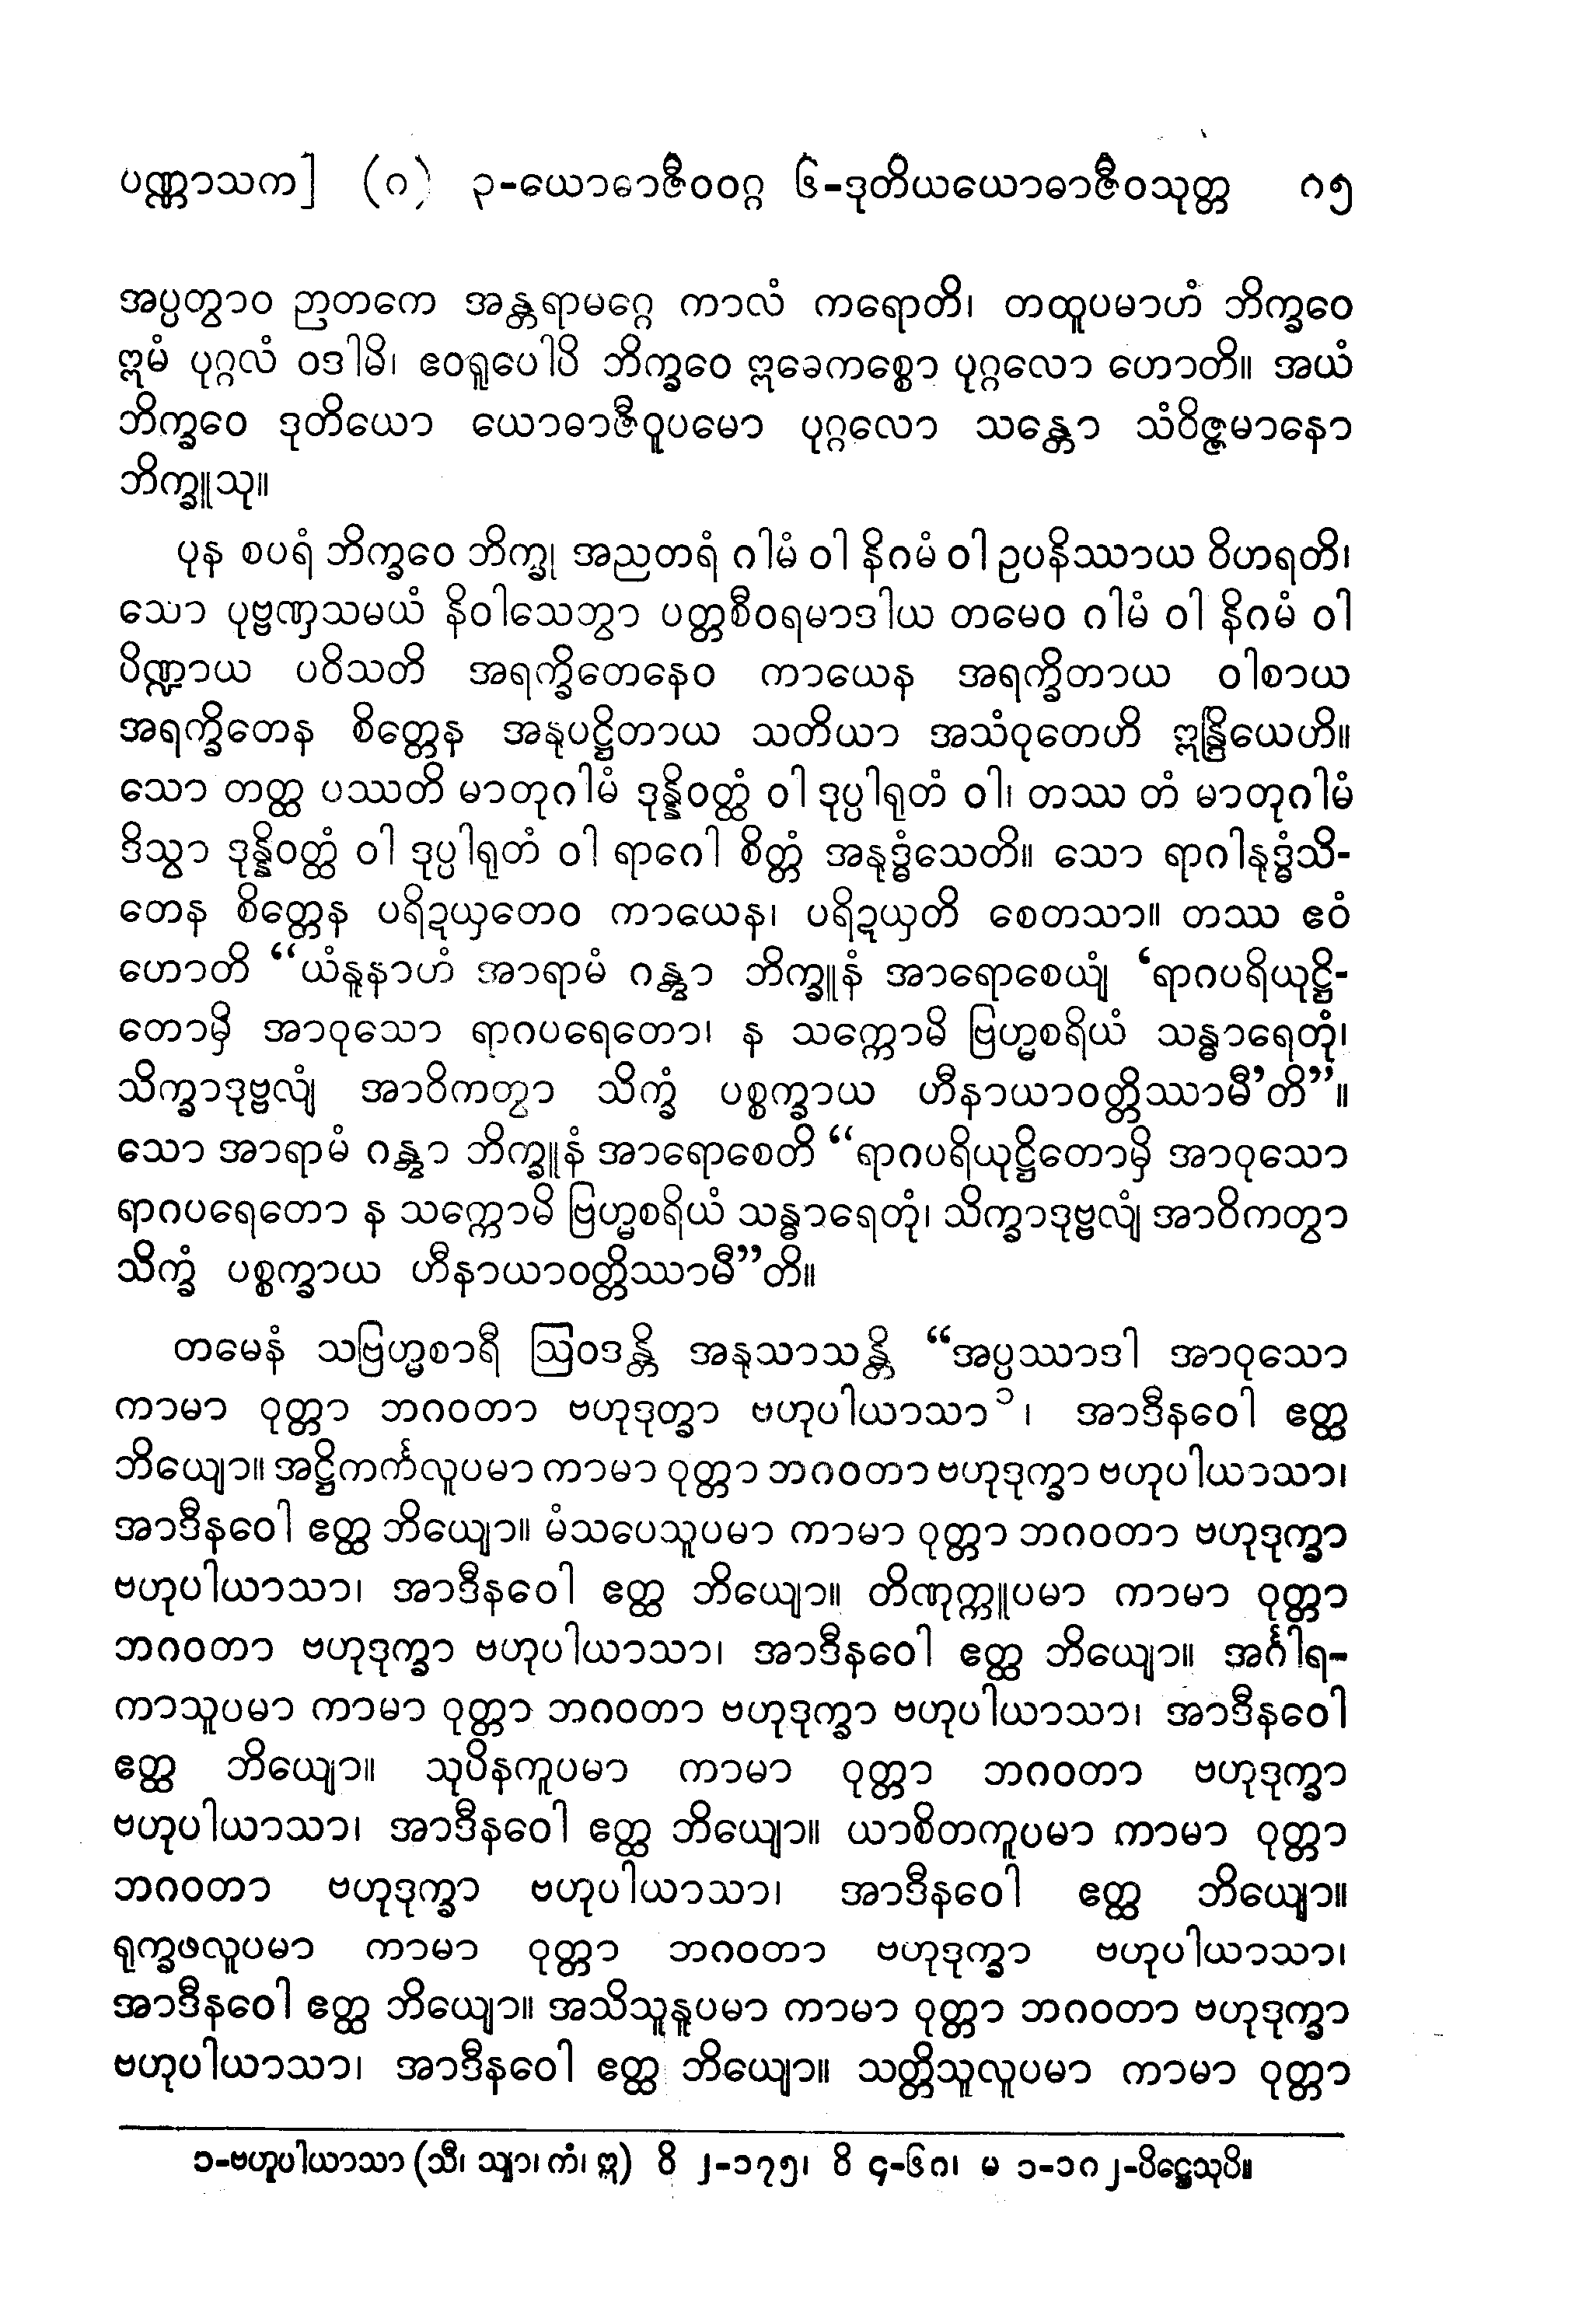 ပဏ္ဏာသက] (ဂ) ၃-ယောဓာဇီဝဝဂ္ဂ ၆-ဒုတိယယောဓာဇီဝသုတ္တ ၈၅
အပ္ပတွာဝ ဉာတကေ အန္တရာမဂ္ဂေ ကာလံ ကရောတိ၊ တထူပမာဟံ ဘိက္ခဝေ
ဣမံ ပုဂ္ဂလံ ဝဒါမိ၊ ဧဝရူပေါပိ ဘိက္ခဝေ ဣဓေကစ္စော ပုဂ္ဂလော ဟောတိ။ အယံ
ဘိက္ခဝေ ဒုတိယော ယောဓာဇီဝူပမော ပုဂ္ဂလော သန္တော သံဝိဇ္ဇမာနော
ဘိက္ခူသု။
ပုန စပရံ ဘိက္ခဝေ ဘိက္ခု အညတရံ ဂါမံ ဝါ နိဂမံ ဝါ ဥပနိဿာယ ဝိဟရတိ၊
သော ပုဗ္ဗဏှသမယံ နိဝါသေတွာ ပတ္တစီဝရမာဒါယ တမေဝ ဂါမံ ဝါ နိဂမံ ဝါ
ပိဏ္ဍာယ ပဝိသတိ အရက္ခိတေနေဝ ကာယေန အရက္ခိတာယ ဝါစာယ
အရက္ခိတေန စိတ္တေန အနုပဋ္ဌိတာယ သတိယာ အသံဝုတေဟိ ဣန္ဒြိယေဟိ။
သော တတ္ထ ပဿတိ မာတုဂါမံ ဒုန္နိဝတ္ထံ ဝါ ဒုပ္ပါရုတံ ဝါ၊ တဿ တံ မာတုဂါမံ
ဒိသွာ ဒုန္နိဝတ္ထံ ဝါ ဒုပ္ပါရုတံ ဝါ ရာဂေါ စိတ္တံ အနုဒ္ဓံသေတိ။ သော ရာဂါနုဒ္ဓံသိ-
တေန စိတ္တေန ပရိဍယှတေဝ ကာယေန၊ ပရိဍယှတိ စေတသာ။ တဿ ဧဝံ
ဟောတိ “ယံနူနာဟံ အာရာမံ ဂန္တွာ ဘိက္ခူနံ အာရောစေယျံ ‘ရာဂပရိယုဋ္ဌိ-
တောမှိ အာဝုသော ရာဂပရေတော၊ န သက္ကောမိ ဗြဟ္မစရိယံ သန္ဓာရေတုံ၊
သိက္ခာဒုဗ္ဗလျံ အာဝိကတွာ သိက္ခံ ပစ္စက္ခာယ ဟီနာယာဝတ္တိဿာမီ’တိ”။
သော အာရာမံ ဂန္တွာ ဘိက္ခူနံ အာရောစေတိ “ရာဂပရိယုဋ္ဌိတောမှိ အာဝုသော
ရာဂပရေတော န သက္ကောမိ ဗြဟ္မစရိယံ သန္ဓာရေတုံ၊ သိက္ခာဒုဗ္ဗလျံ အာဝိကတွာ
သိက္ခံ ပစ္စက္ခာယ ဟီနာယာဝတ္တိဿာမီ”တိ။
တမေနံ သဗြဟ္မစာရီ ဩဝဒန္တိ အနုသာသန္တိ “အပ္ပဿာဒါ အာဝုသော
ကာမာ ဝုတ္တာ ဘဂဝတာ ဗဟုဒုတ္ခာ ဗဟုပါယာသာ၁၊ အာဒီနဝေါ ဧတ္ထ
ဘိယျော။ အဋ္ဌိကင်္ကလူပမာ ကာမာ ဝုတ္တာ ဘဂဝတာ ဗဟုဒုက္ခာ ဗဟုပါယာသာ၊
အာဒီနဝေါ ဧတ္ထ ဘိယျော။ မံသပေသူပမာ ကာမာ ဝုတ္တာ ဘဂဝတာ ဗဟုဒုက္ခာ
ဗဟုပါယာသာ၊ အာဒီနဝေါ ဧတ္ထ ဘိယျော။ တိဏုက္ကူပမာ ကာမာ ဝုတ္တာ
ဘဂဝတာ ဗဟုဒုက္ခာ ဗဟုပါယာသာ၊ အာဒီနဝေါ ဧတ္ထ ဘိယျော။ အင်္ဂါရ-
ကာသူပမာ ကာမာ ဝုတ္တာ ဘဂဝတာ ဗဟုဒုက္ခာ ဗဟုပါယာသာ၊ အာဒီနဝေါ
ဧတ္ထ ဘိယျော။ သုပိနကူပမာ ကာမာ ဝုတ္တာ ဘဂဝတာ ဗဟုဒုက္ခာ
ဗဟုပါယာသာ၊ အာဒီနဝေါ ဧတ္ထ ဘိယျော။ ယာစိတကူပမာ ကာမာ ဝုတ္တာ
ဘဂဝတာ ဗဟုဒုက္ခာ ဗဟုပါယာသာ၊ အာဒီနဝေါ ဧတ္ထ ဘိယျော။
ရုက္ခဖလူပမာ ကာမာ ဝုတ္တာ ဘဂဝတာ ဗဟုဒုက္ခာ ဗဟုပါယာသာ၊
အာဒီနဝေါ ဧတ္ထ ဘိယျော။ အသိသူနူပမာ ကာမာ ဝုတ္တာ ဘဂဝတာ ဗဟုဒုက္ခာ
ဗဟုပါယာသာ၊ အာဒီနဝေါ ဧတ္ထ ဘိယျော။ သတ္တိသူလူပမာ ကာမာ ဝုတ္တာ
၁-ဗဟူပါယာသာ (သီ၊ သျာ၊ ကံ၊ ဣ) ဝိ ၂-၁၇၅၊ ဝိ ၄-၆၈၊ မ ၁-၁၈၂-ပိဋ္ဌေသုပိ။